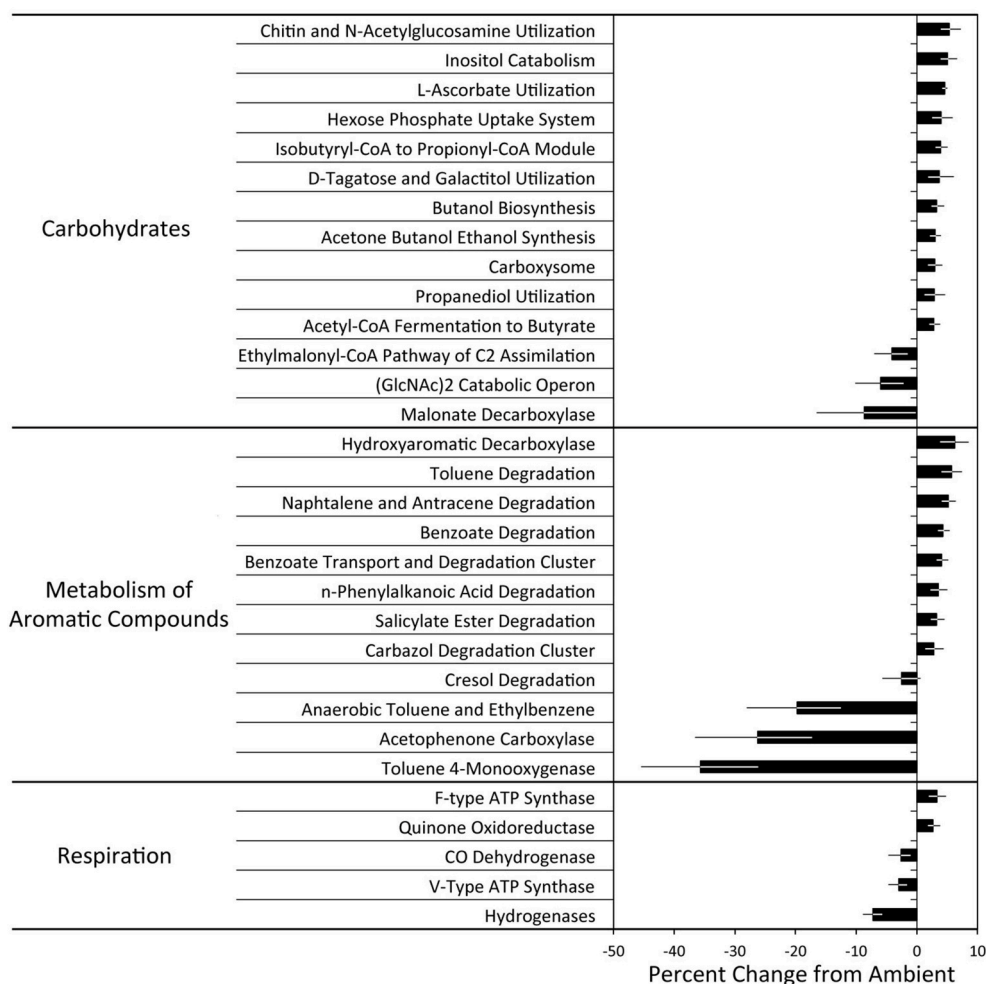 Carbohydrates
Chitin and N-Acetylglucosamine Utilization
Inositol Catabolism
L-Ascorbate Utilization
Hexose Phosphate Uptake System
Isobutyryl-CoA to Propionyl-CoA Module
D-Tagatose and Galactitol Utilization
Butanol Biosynthesis
Acetone Butanol Ethanol Synthesis
Carboxysome
Propanediol Utilization
Acetyl-CoA Fermentation to Butyrate
Ethylmalonyl-CoA Pathway of C2 Assimilation
(GlcNAc)2 Catabolic Operon
Malonate Decarboxylase
Metabolism of
Aromatic Compounds
Hydroxyaromatic Decarboxylase
Toluene Degradation
Naphtalene and Antracene Degradation
Benzoate Degradation
Benzoate Transport and Degradation Cluster
n-Phenylalkanoic Acid Degradation
Salicylate Ester Degradation
Carbazol Degradation Cluster
Cresol Degradation
Anaerobic Toluene and Ethylbenzene
Acetophenone Carboxylase
Toluene 4-Monooxygenase
Respiration
F-type ATP Synthase
Quinone Oxidoreductase
CO Dehydrogenase
V-Type ATP Synthase
Hydrogenases
-50 -40 -30 -20 -10 0 10
Percent Change from Ambient